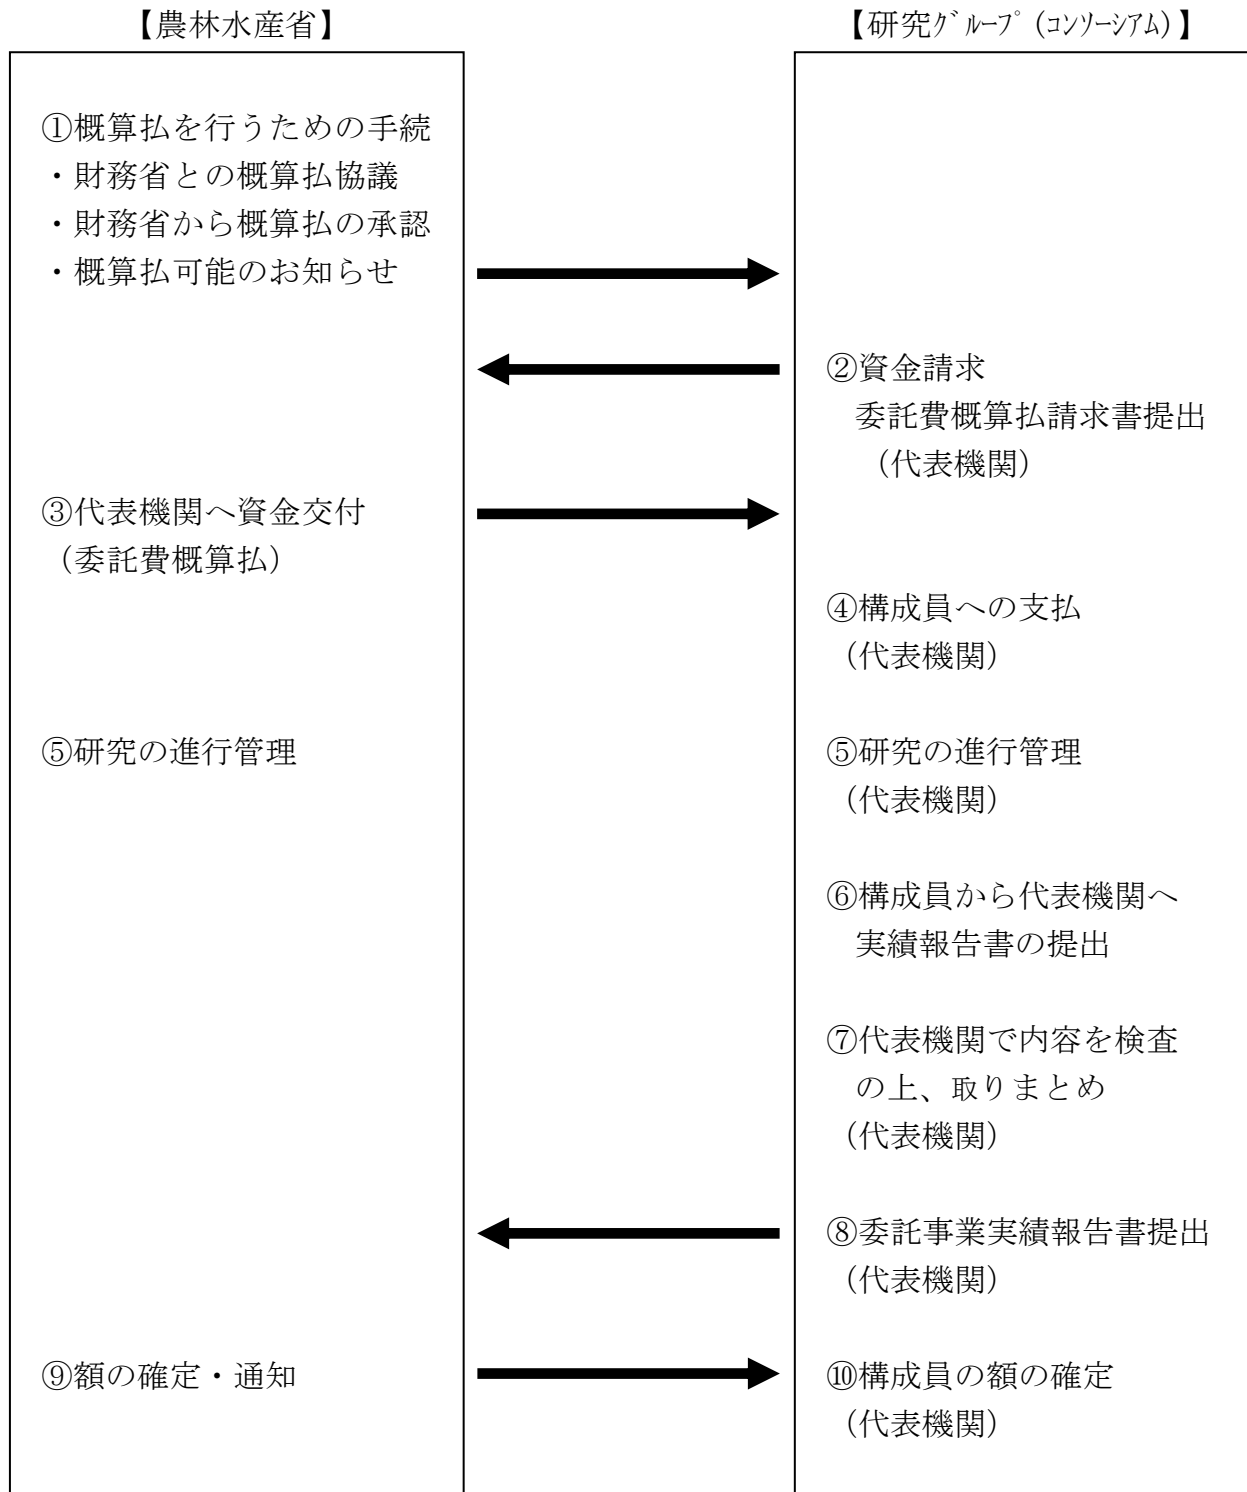 【農林水産省】
【研究グループ(コンソーシアム)】
①概算払を行うための手続
・財務省との概算払協議
・財務省から概算払の承認
・概算払可能のお知らせ
②資金請求
委託費概算払請求書提出
(代表機関)
③代表機関へ資金交付
(委託費概算払)
④構成員への支払
(代表機関)
⑤研究の進行管理
⑤研究の進行管理
(代表機関)
⑥構成員から代表機関へ
実績報告書の提出
⑦代表機関で内容を検査
の上、取りまとめ
(代表機関)
⑧委託事業実績報告書提出
(代表機関)
⑨額の確定・通知
⑩構成員の額の確定
(代表機関)